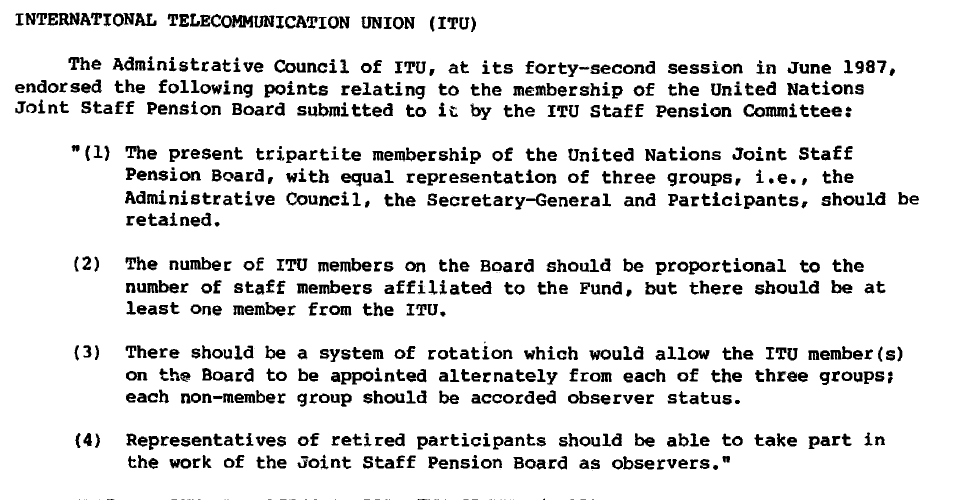 INTERNATIONAL TELECOMMUNICATION UNION (ITU)
The Administrative Council of ITU, at its forty-second session in June 1987,
endorsed the following points relating to the membership of the United Nations
Joint Staff Pension Board submitted to it by the ITU Staff Pension Committee:
"(1) The present tripartite membership of the United Nations Joint Staff
Pension Board, with equal representation of three groups, i.e., the
Administrative Council, the Secretary-General and Participants, should be
retained.
(2) The number of ITU members on the Board should be proportional to the
number of staff members affiliated to the Fund, but there should be at
least one member from the ITU.
(3) There should be a system of rotation which would allow the ITU member(s)
on the Board to be appointed alternately from each of the three groups;
each non-member group should be accorded observer status.
(4) Representatives of retired participants should be able to take part in
the work of the Joint Staff Pension Board as observers."